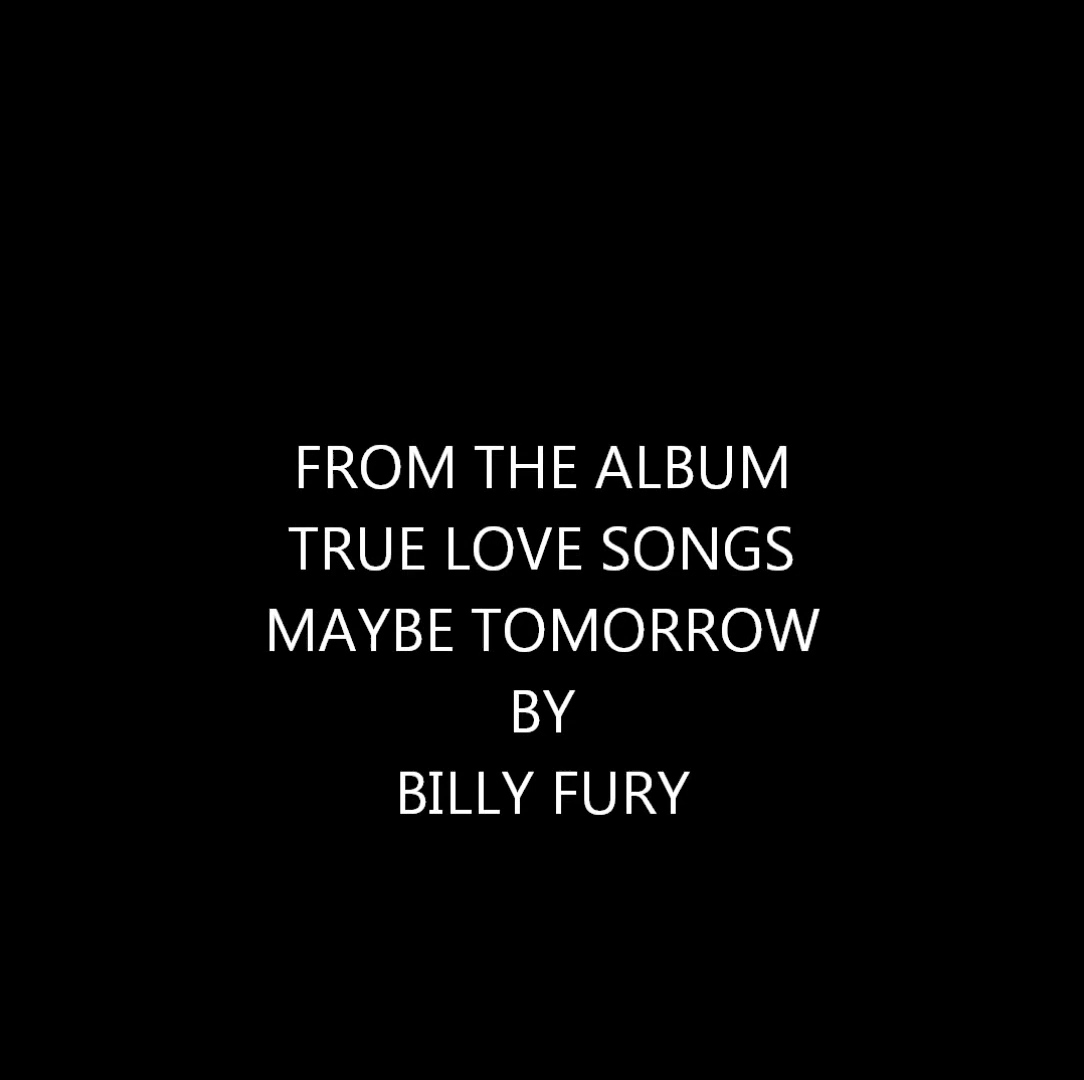 FROM THE ALBUM
TRUE LOVE SONGS
MAYBE TOMORROW
BY
BILLY FURY